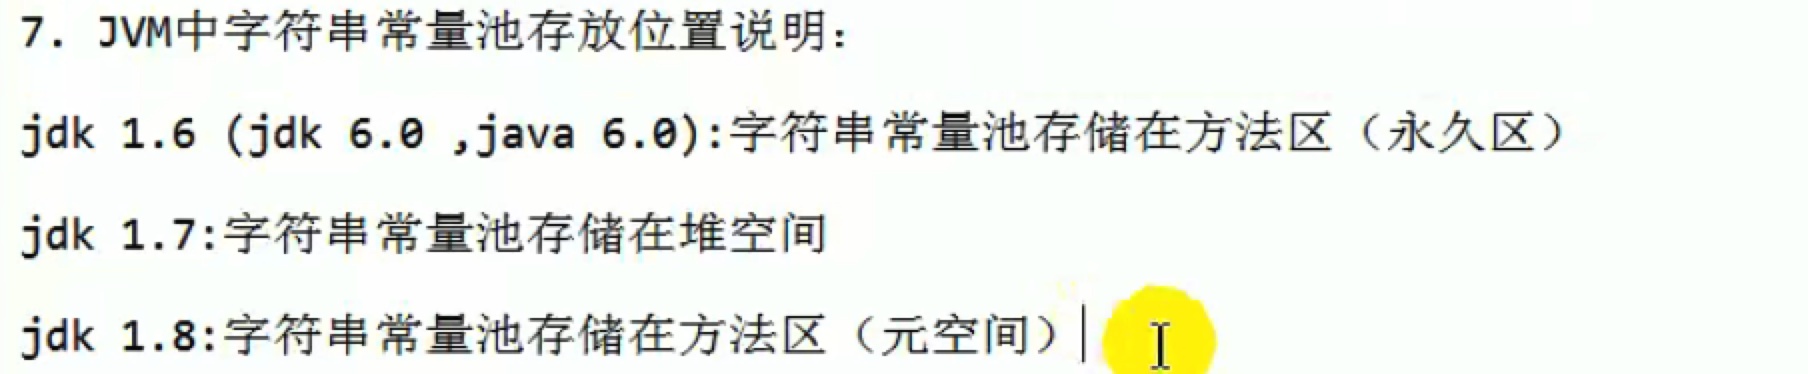 7. JVM中字符串常量池存放位置说明：
jdk 1.6 (jdk 6.0 ,java 6.0):字符串常量池存储在方法区（永久区）
jdk 1.7:字符串常量池存储在堆空间
jdk 1.8:字符串常量池存储在方法区（元空间）